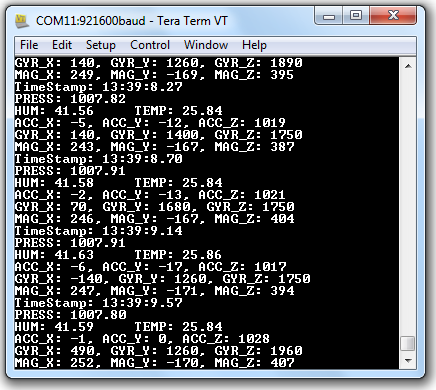 COM11:921600baud - Tera Term VT
File Edit Setup Control Window Help
GYR_X: 140, GYR_Y: 1260, GYR_Z: 1890
MAG_X: 249, MAG_Y: -169, MAG_Z: 395
TimeStamp: 13:39:8.27
PRESS: 1007.82
HUM: 41.56 TEMP: 25.84
ACC_X: -5, ACC_Y: -12, ACC_Z: 1019
GYR_X: 140, GYR_Y: 1400, GYR_Z: 1750
MAG_X: 243, MAG_Y: -167, MAG_Z: 387
TimeStamp: 13:39:8.70
PRESS: 1007.91
HUM: 41.58 TEMP: 25.84
ACC_X: -2, ACC_Y: -13, ACC_Z: 1021
GYR_X: 70, GYR_Y: 1680, GYR_Z: 1750
MAG_X: 246, MAG_Y: -167, MAG_Z: 404
TimeStamp: 13:39:9.14
PRESS: 1007.91
HUM: 41.63 TEMP: 25.86
ACC_X: -6, ACC_Y: -17, ACC_Z: 1017
GYR_X: -140, GYR_Y: 1260, GYR_Z: 1750
MAG_X: 247, MAG_Y: -171, MAG_Z: 394
TimeStamp: 13:39:9.57
PRESS: 1007.80
HUM: 41.59 TEMP: 25.84
ACC_X: -1, ACC_Y: 0, ACC_Z: 1028
GYR_X: 490, GYR_Y: 1260, GYR_Z: 1960
MAG_X: 252, MAG_Y: -170, MAG_Z: 407